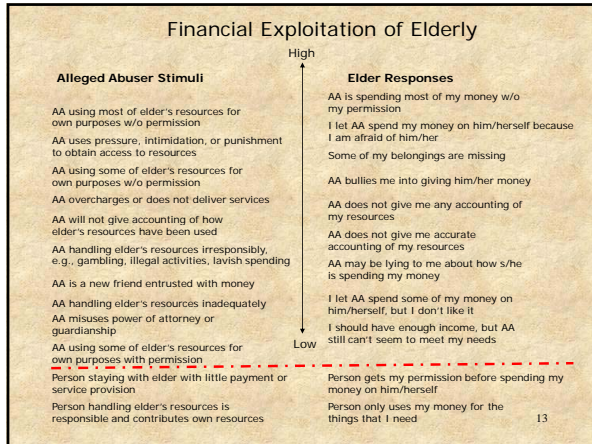 Financial Exploitation of Elderly
High
Alleged Abuser Stimuli
AA using most of elder's resources for
own purposes w/o permission
AA uses pressure, intimidation, or punishment
to obtain access to resources
AA using some of elder's resources for
own purposes w/o permission
AA overcharges or does not deliver services
AA will not give accounting of how
elder's resources have been used
AA handling elder's resources irresponsibly,
e.g., gambling, illegal activities, lavish spending
AA is a new friend entrusted with money
AA handling elder's resources inadequately
AA misuses power of attorney or
guardianship
AA using some of elder's resources for
own purposes with permission
Person staying with elder with little payment or
service provision
Person handling elder's resources is
responsible and contributes own resources
Elder Responses
AA is spending most of my money w/o
my permission
I let AA spend my money on him/herself because
I am afraid of him/her
Some of my belongings are missing
AA bullies me into giving him/her money
AA does not give me any accounting of
my resources
AA does not give me accurate
accounting of my resources
AA may be lying to me about how s/he
is spending my money
I let AA spend some of my money on
him/herself, but I don't like it
I should have enough income, but AA
still can't seem to meet my needs
Low
Person gets my permission before spending my
money on him/herself
Person only uses my money for the
things that I need
13